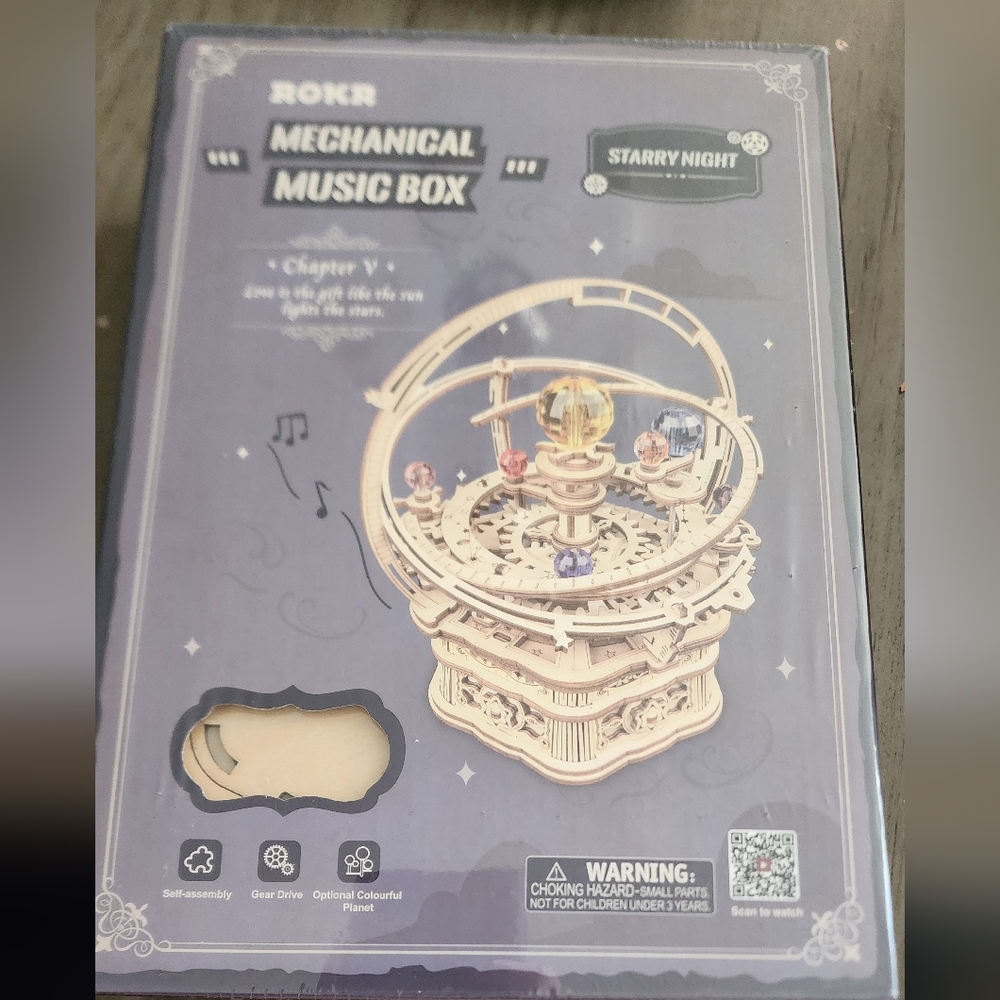 ROKR
MECHANICAL
MUSIC BOX
STARRY NIGHT
• Chapter V •
Love is the gift like the sun
lights the stars.
Self-assembly
Gear Drive
Optional Colourful
Planet
WARNING:
CHOKING HAZARD-SMALL PARTS.
NOT FOR CHILDREN UNDER 3 YEARS.
Scan to watch